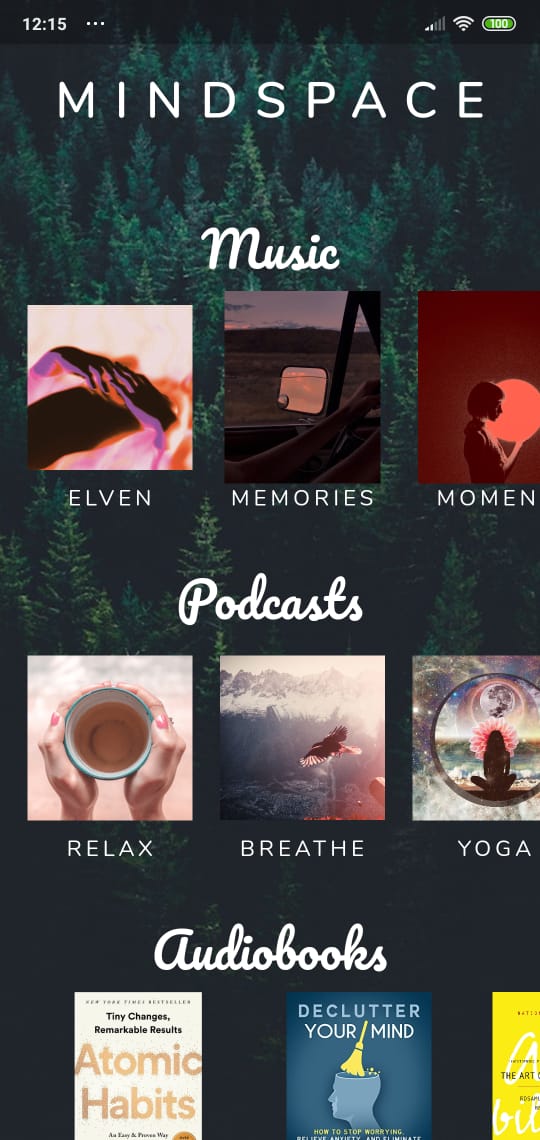 12:15 ... 100
MINDSPACE
Music
ELVEN MEMORIES MOMEN
Podcasts
RELAX BREATHE YOGA
Audiobooks
NEW YORK TIMES BESTSELLER
Tiny Changes,
Remarkable Results
Atomic
Habits
An Easy & Proven Way
DECLUTTER
YOUR MIND
HOW TO STOP WORRYING,
RELIEVE ANXIETY, AND ELIMINATE
NATIO
THE ART O
ROSAMU